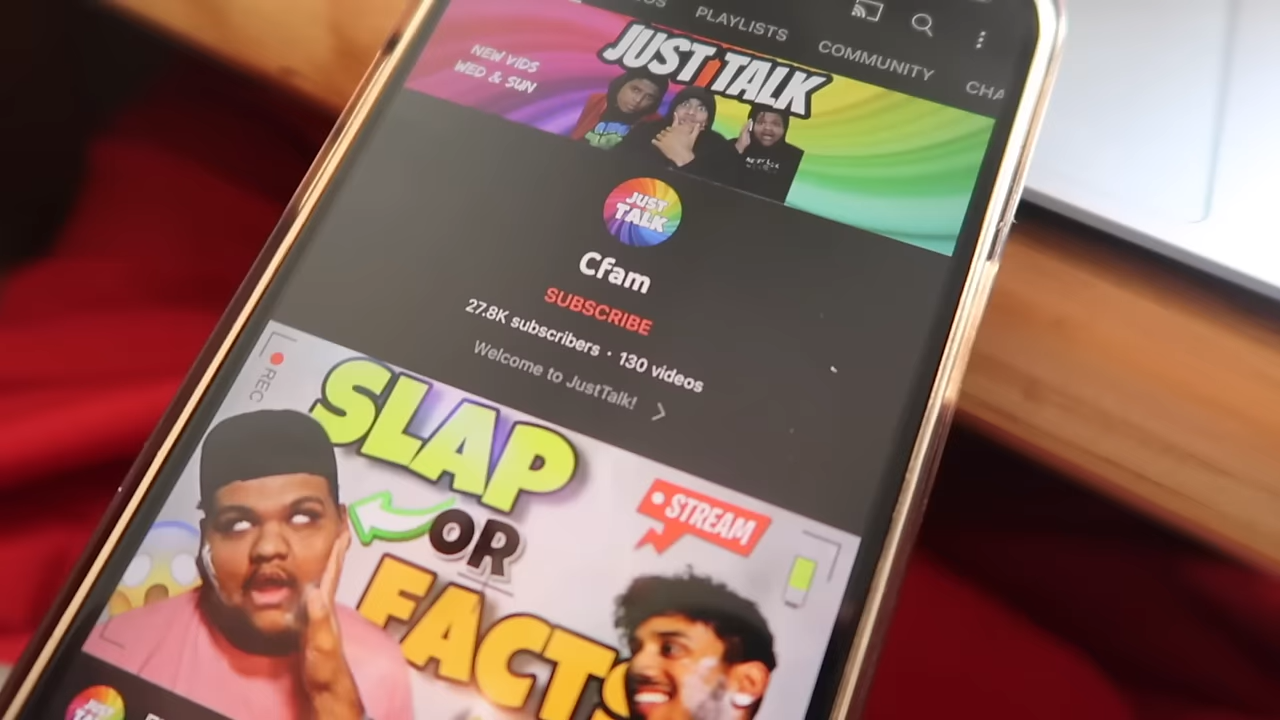 PLAYLISTS
COMMUNITY
NEW VIDS
WED & SUN
JUST TALK
JUST
TALK
Cfam
SUBSCRIBE
27.8K subscribers · 130 videos
Welcome to JustTalk!
REC
SLAP
OR
STREAM
FACTS
JUST